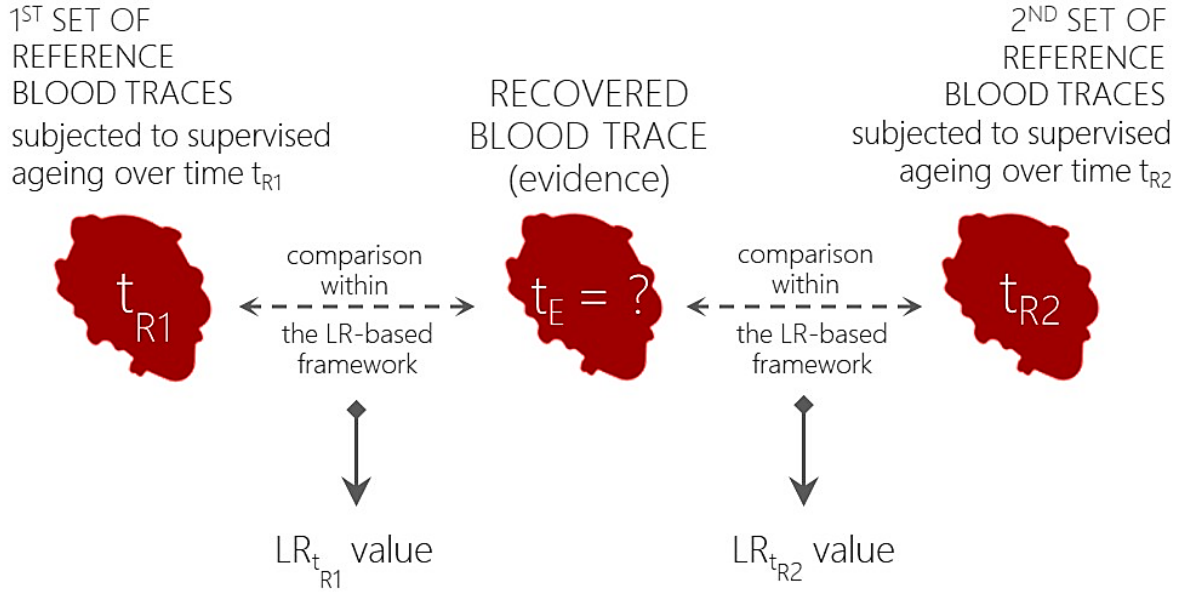 1ST SET OF
REFERENCE
BLOOD TRACES
subjected to supervised
ageing over time tR1
RECOVERED
BLOOD TRACE
(evidence)
2ND SET OF
REFERENCE
BLOOD TRACES
subjected to supervised
ageing over time tR2
tR1
comparison
within
the LR-based
framework
tE = ?
comparison
within
the LR-based
framework
tR2
LRtR1 value
LRtR2 value